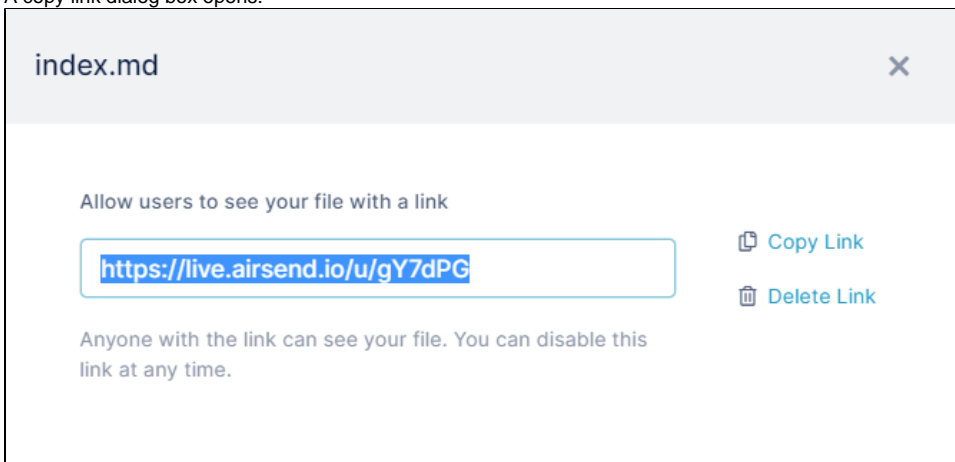 A copy link dialog box opens.
index.md
Allow users to see your file with a link
https://live.airsend.io/u/gY7dPG
Copy Link
Delete Link
Anyone with the link can see your file. You can disable this
link at any time.